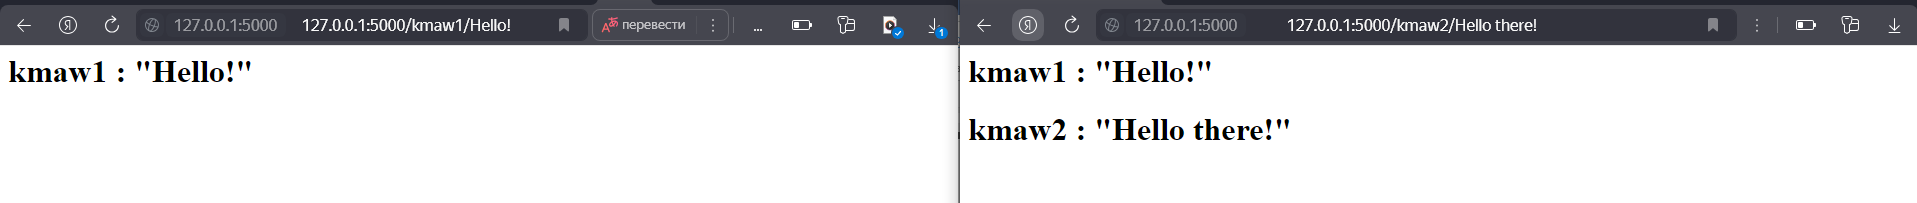 127.0.0.1:5000 127.0.0.1:5000/kmaw1/Hello! перевести ... 1
kmaw1 : "Hello!"
127.0.0.1:5000 127.0.0.1:5000/kmaw2/Hello there!
kmaw1 : "Hello!"
kmaw2 : "Hello there!"